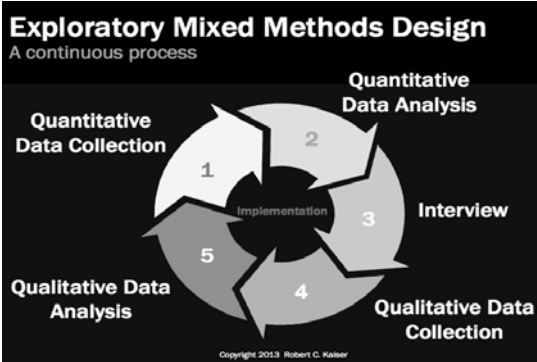 Exploratory Mixed Methods Design
A continuous process
Quantitative
Data Analysis
Quantitative
Data Collection
1
2
Implementation
3
Interview
5
4
Qualitative Data
Analysis
Qualitative Data
Collection
Copyright 2013 Robert C. Kaiser